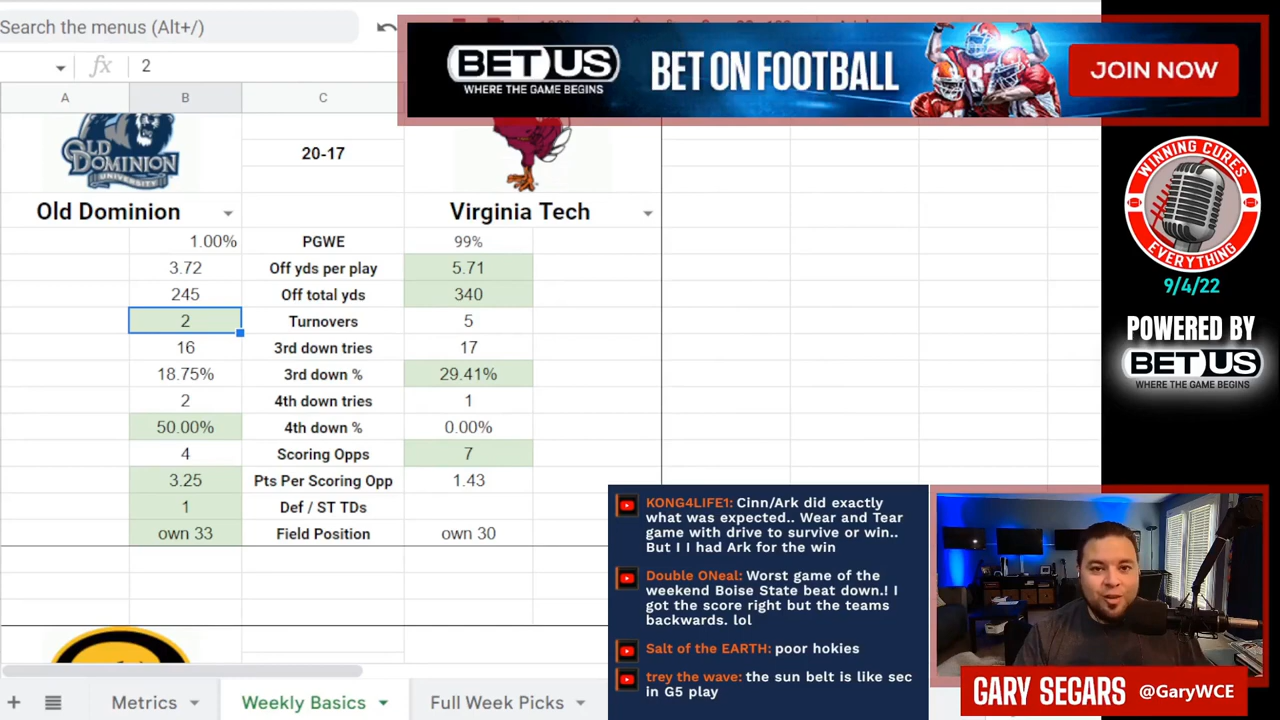 Search the menus (Alt+/)
BETUS
WHERE THE GAME BEGINS
BET ON FOOTBALL
JOIN NOW
fx 2
A B C
OLD
DOMINION
UNIVERSITY
20-17
Old Dominion Virginia Tech
1.00% PGWE 99%
3.72 Off yds per play 5.71
245 Off total yds 340
2 Turnovers 5
16 3rd down tries 17
18.75% 3rd down % 29.41%
2 4th down tries 1
50.00% 4th down % 0.00%
4 Scoring Opps 7
3.25 Pts Per Scoring Opp 1.43
1 Def / ST TDs
own 33 Field Position own 30
Metrics Weekly Basics Full Week Picks
WINNING CURES
EVERYTHING
9/4/22
POWERED BY
BETUS
WHERE THE GAME BEGINS
KONG4LIFE1: Cinn/Ark did exactly
what was expected.. Wear and Tear
game with drive to survive or win..
But I I had Ark for the win
Double ONeal: Worst game of the
weekend Boise State beat down.! I
got the score right but the teams
backwards. lol
Salt of the EARTH: poor hokies
trey the wave: the sun belt is like sec
in G5 play
GARY SEGARS @GaryWCE